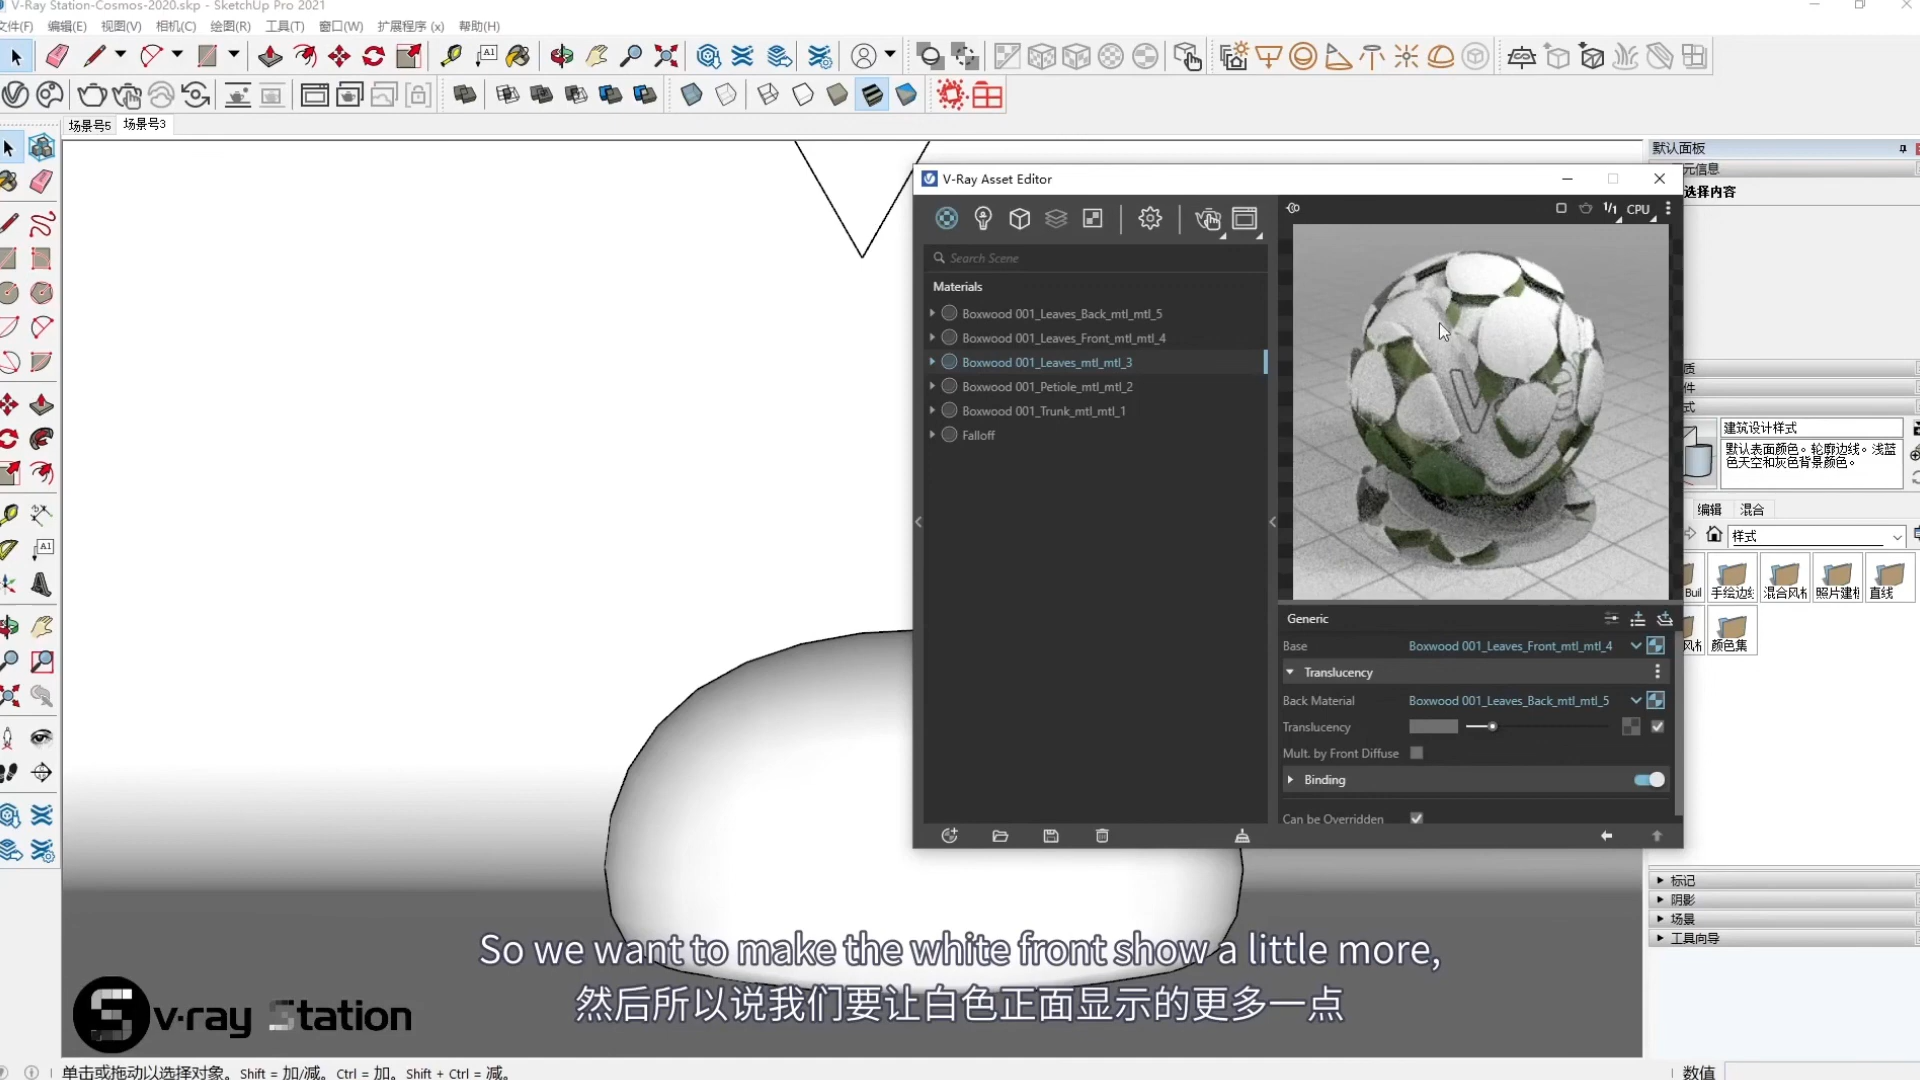 V-Ray Station-Cosmos-2020.skp - SketchUp Pro 2021
文件(F) 编辑(E) 视图(V) 相机(C) 绘图(R) 工具(T) 窗口(W) 扩展程序 (x) 帮助(H)
场景号5 场景号3
默认面板
元信息
选择内容
V-Ray Asset Editor
1/1 CPU
Search Scene
Materials
Boxwood 001_Leaves_Back_mtl_mtl_5
Boxwood 001_Leaves_Front_mtl_mtl_4
Boxwood 001_Leaves_mtl_mtl_3
Boxwood 001_Petiole_mtl_mtl_2
Boxwood 001_Trunk_mtl_mtl_1
Falloff
质
件
式
建筑设计样式
默认表面颜色。轮廓边线。浅蓝
色天空和灰色背景颜色。
编辑 混合
样式
Bui 手绘边线 混合风格 照片建模 直线
颜色集
Generic
Base Boxwood 001_Leaves_Front_mtl_mtl_4
Translucency
Back Material Boxwood 001_Leaves_Back_mtl_mtl_5
Translucency
Mult. by Front Diffuse
Binding
Can be Overridden
标记
阴影
场景
工具向导
So we want to make the white front show a little more,
然后所以说我们要让白色正面显示的更多一点
v-ray Station
单击或拖动以选择对象。Shift = 加/减。Ctrl = 加。Shift + Ctrl = 减。
数值